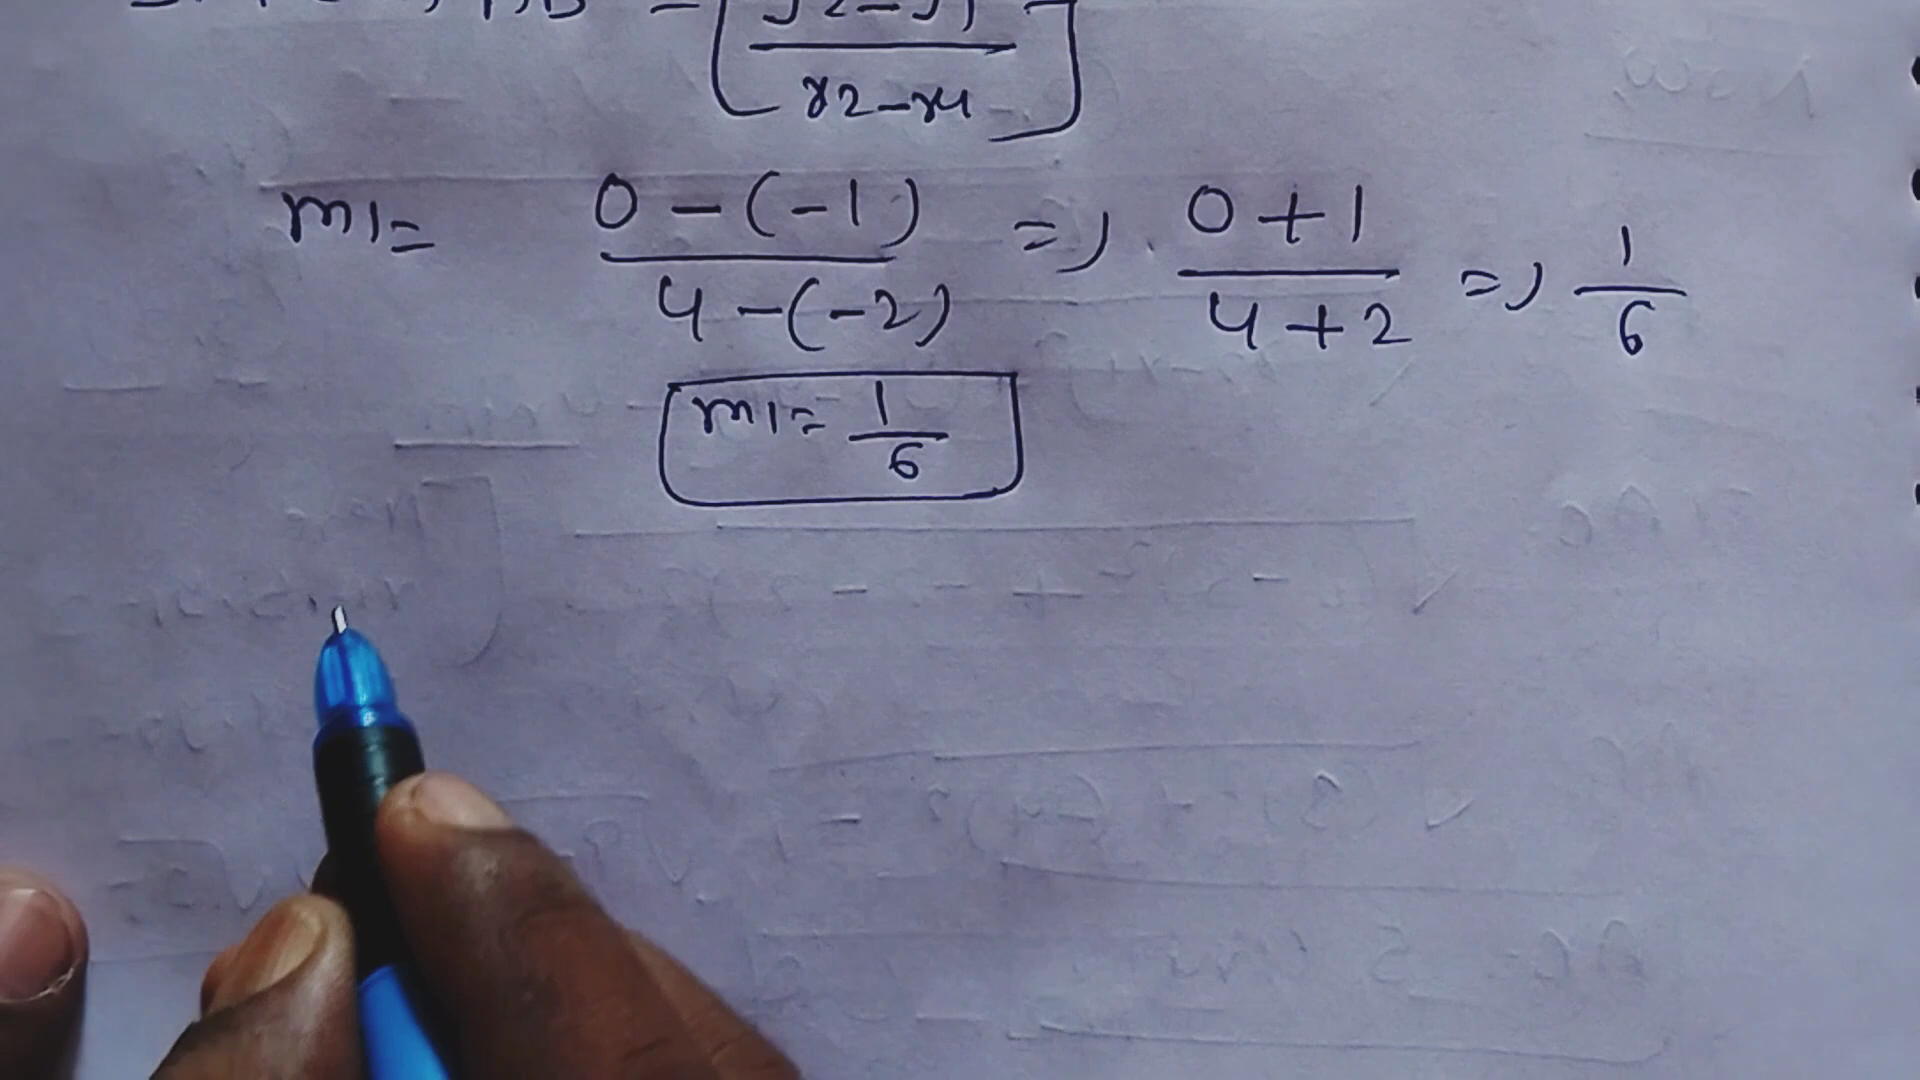 y2-y1
x2-x1
m1= 0-(-1) / 4-(-2) => 0+1 / 4+2 => 1/6
m1= 1/6